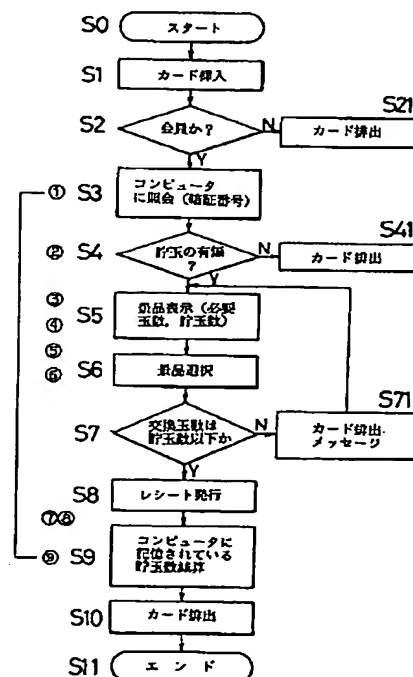 S0 スタート
S1 カード挿入
S21
S2 会員か? N カード排出
Y
① S3 コンピュータ
に照会(暗証番号)
S41
② S4 貯玉の有無 N カード排出
?
Y
③
④ S5 景品表示(必要
玉数,貯玉数)
⑤
⑥ S6 景品選択
S71
S7 交換玉数は N カード排出・
貯玉数以下か メッセージ
Y
S8 レシート発行
⑦⑧
コンピュータに
⑨ S9 記憶されている
貯玉数減算
S10 カード排出
S11 エンド